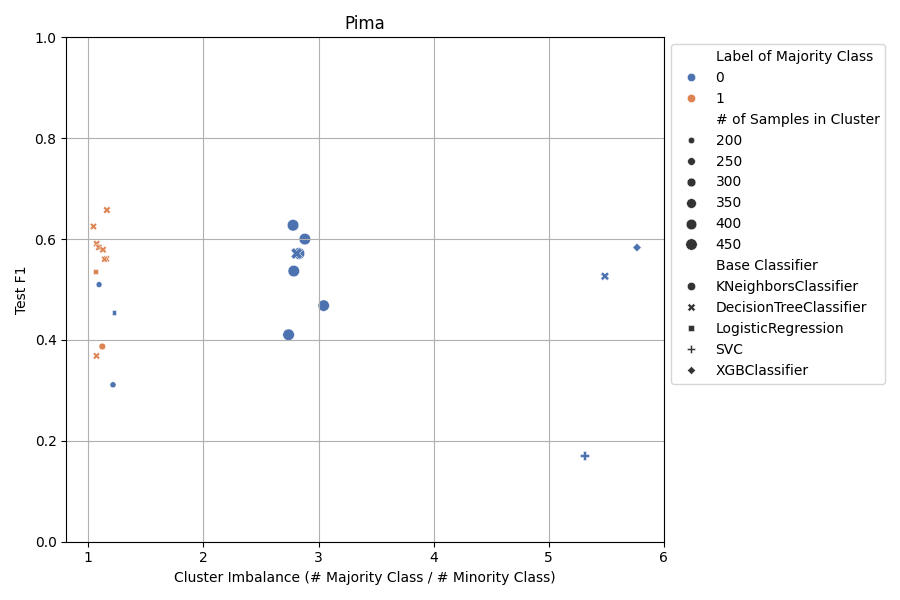 Pima
1.0
0.8
0.6
0.4
0.2
0.0
Test F1
1
2
3
4
5
6
Cluster Imbalance (# Majority Class / # Minority Class)
Label of Majority Class
0
1
# of Samples in Cluster
200
250
300
350
400
450
Base Classifier
KNeighborsClassifier
DecisionTreeClassifier
LogisticRegression
SVC
XGBClassifier